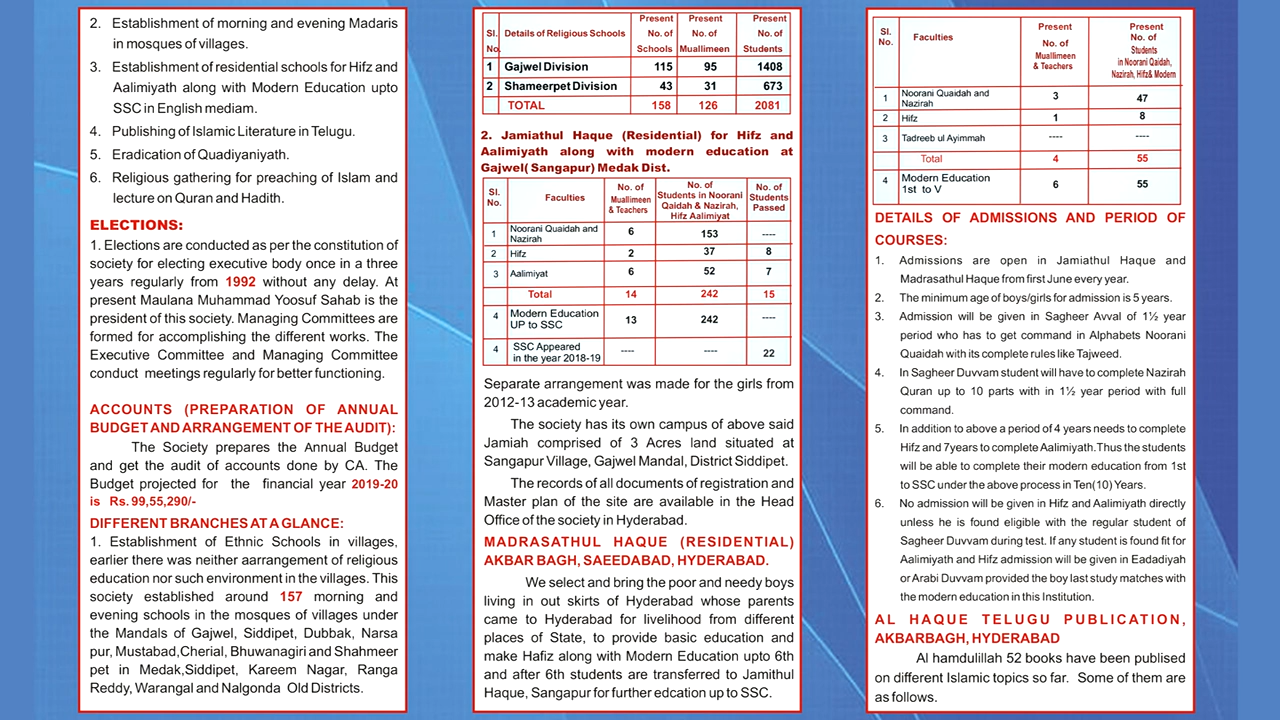 2. Establishment of morning and evening Madaris
in mosques of villages.
3. Establishment of residential schools for Hifz and
Aalimiyath along with Modern Education upto
SSC in English mediam.
4. Publishing of Islamic Literature in Telugu.
5. Eradication of Quadiyaniyath.
6. Religious gathering for preaching of Islam and
lecture on Quran and Hadith.
ELECTIONS:
1. Elections are conducted as per the constitution of
society for electing executive body once in a three
years regularly from 1992 without any delay. At
present Maulana Muhammad Yoosuf Sahab is the
president of this society. Managing Committees are
formed for accomplishing the different works. The
Executive Committee and Managing Committee
conduct meetings regularly for better functioning.
ACCOUNTS (PREPARATION OF ANNUAL
BUDGET AND ARRANGEMENT OF THE AUDIT):
The Society prepares the Annual Budget
and get the audit of accounts done by CA. The
Budget projected for the financial year 2019-20
is Rs. 99,55,290/-
DIFFERENT BRANCHES AT A GLANCE:
1. Establishment of Ethnic Schools in villages,
earlier there was neither aarrangement of religious
education nor such environment in the villages. This
society established around 157 morning and
evening schools in the mosques of villages under
the Mandals of Gajwel, Siddipet, Dubbak, Narsa
pur, Mustabad,Cherial, Bhuwanagiri and Shahmeer
pet in Medak,Siddipet, Kareem Nagar, Ranga
Reddy, Warangal and Nalgonda Old Districts.
Sl. No. Details of Religious Schools Present No. of Schools Present No. of Muallimeen Present No. of Students
1 Gajwel Division 115 95 1408
2 Shameerpet Division 43 31 673
TOTAL 158 126 2081
2. Jamiathul Haque (Residential) for Hifz and
Aalimiyath along with modern education at
Gajwel( Sangapur) Medak Dist.
Sl. No. Faculties No. of Muallimeen & Teachers No. of Students in Noorani Qaidah & Nazirah, Hifz Aalimiyat No. of Students Passed
1 Noorani Quaidah and Nazirah 6 153 ----
2 Hifz 2 37 8
3 Aalimiyat 6 52 7
Total 14 242 15
4 Modern Education UP to SSC 13 242 ----
4 SSC Appeared in the year 2018-19 ---- ---- 22
Separate arrangement was made for the girls from
2012-13 academic year.
The society has its own campus of above said
Jamiah comprised of 3 Acres land situated at
Sangapur Village, Gajwel Mandal, District Siddipet.
The records of all documents of registration and
Master plan of the site are available in the Head
Office of the society in Hyderabad.
MADRASATHUL HAQUE (RESIDENTIAL)
AKBAR BAGH, SAEEDABAD, HYDERABAD.
We select and bring the poor and needy boys
living in out skirts of Hyderabad whose parents
came to Hyderabad for livelihood from different
places of State, to provide basic education and
make Hafiz along with Modern Education upto 6th
and after 6th students are transferred to Jamithul
Haque, Sangapur for further edcation up to SSC.
Sl. No. Faculties Present No. of Muallimeen & Teachers Present No. of Students in Noorani Qaidah, Nazirah, Hifz& Modern
1 Noorani Quaidah and Nazirah 3 47
2 Hifz 1 8
3 Tadreeb ul Ayimmah ---- ----
Total 4 55
4 Modern Education 1st to V 6 55
DETAILS OF ADMISSIONS AND PERIOD OF
COURSES:
1. Admissions are open in Jamiathul Haque and
Madrasathul Haque from first June every year.
2. The minimum age of boys/girls for admission is 5 years.
3. Admission will be given in Sagheer Avval of 1½ year
period who has to get command in Alphabets Noorani
Quaidah with its complete rules like Tajweed.
4. In Sagheer Duvvam student will have to complete Nazirah
Quran up to 10 parts with in 1½ year period with full
command.
5. In addition to above a period of 4 years needs to complete
Hifz and 7years to complete Aalimiyath.Thus the students
will be able to complete their modern education from 1st
to SSC under the above process in Ten(10) Years.
6. No admission will be given in Hifz and Aalimiyath directly
unless he is found eligible with the regular student of
Sagheer Duvvam during test. If any student is found fit for
Aalimiyath and Hifz admission will be given in Eadadiyah
or Arabi Duvvam provided the boy last study matches with
the modern education in this Institution.
AL HAQUE TELUGU PUBLICATION,
AKBARBAGH, HYDERABAD
Al hamdulillah 52 books have been publised
on different Islamic topics so far. Some of them are
as follows.